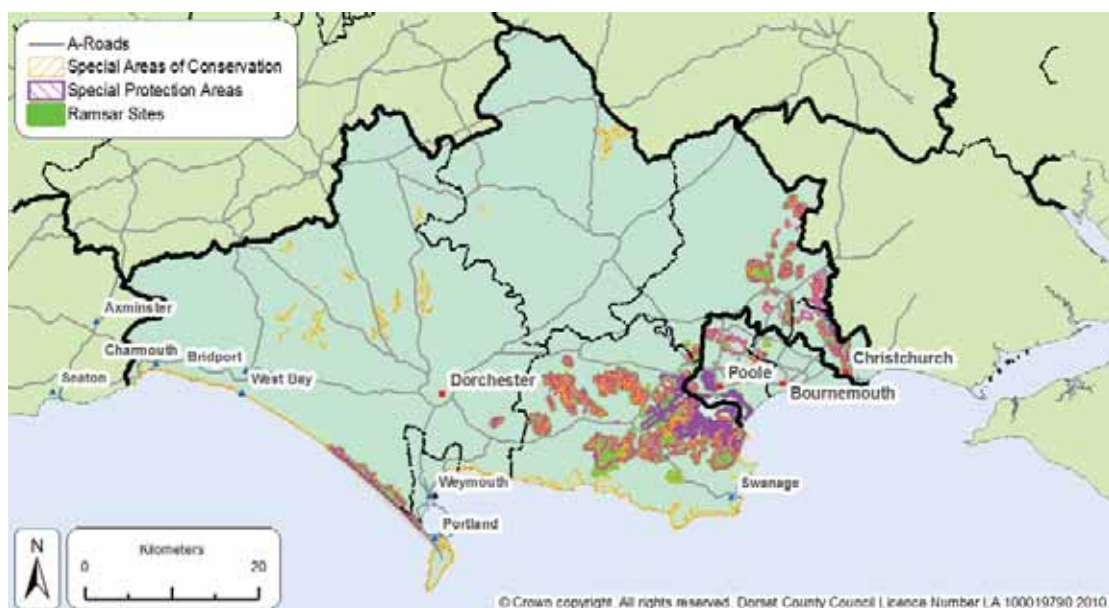 A-Roads
Special Areas of Conservation
Special Protection Areas
Ramsar Sites
Axminster
Charmouth
Bridport
Seaton
West Bay
Dorchester
Christchurch
Poole
Bournemouth
Weymouth
Swanage
Portland
N
Kilometers
0 20
© Crown copyright. All rights reserved. Dorset County Council Licence Number LA 100019790 2010